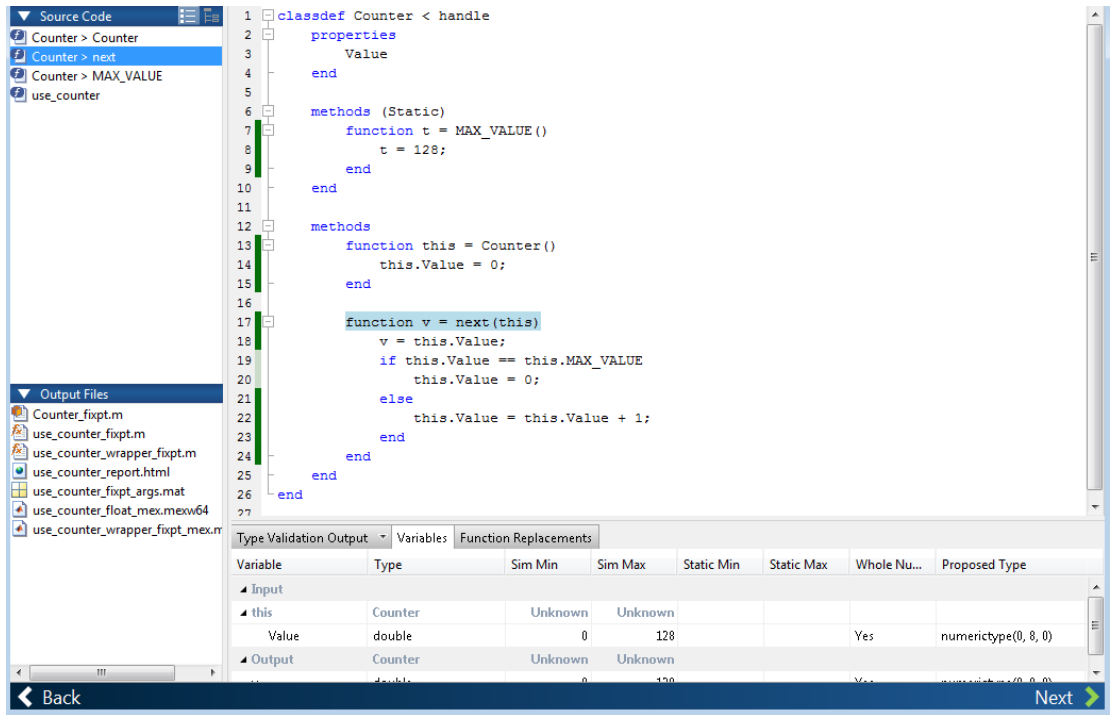 Source Code
Counter > Counter
Counter > next
Counter > MAX_VALUE
use_counter
Output Files
Counter_fixpt.m
use_counter_fixpt.m
use_counter_wrapper_fixpt.m
use_counter_report.html
use_counter_fixpt_args.mat
use_counter_float_mex.mexw64
use_counter_wrapper_fixpt_mex.m
1 classdef Counter < handle
2 properties
3 Value
4 end
5
6 methods (Static)
7 function t = MAX_VALUE()
8 t = 128;
9 end
10 end
11
12 methods
13 function this = Counter()
14 this.Value = 0;
15 end
16
17 function v = next(this)
18 v = this.Value;
19 if this.Value == this.MAX_VALUE
20 this.Value = 0;
21 else
22 this.Value = this.Value + 1;
23 end
24 end
25 end
26 end
27
Type Validation Output Variables Function Replacements
Variable Type Sim Min Sim Max Static Min Static Max Whole Nu... Proposed Type
Input
this Counter Unknown Unknown
Value double 0 128 Yes numerictype(0, 8, 0)
Output Counter Unknown Unknown
Back
Next